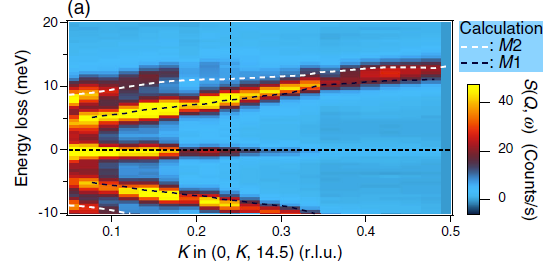 (a)
Calculation
: M2
: M1
20
10
0
-10
Energy loss (meV)
0.1
0.2
0.3
0.4
0.5
K in (0, K, 14.5) (r.l.u.)
40
20
0
S(Q,ω) (Counts/s)